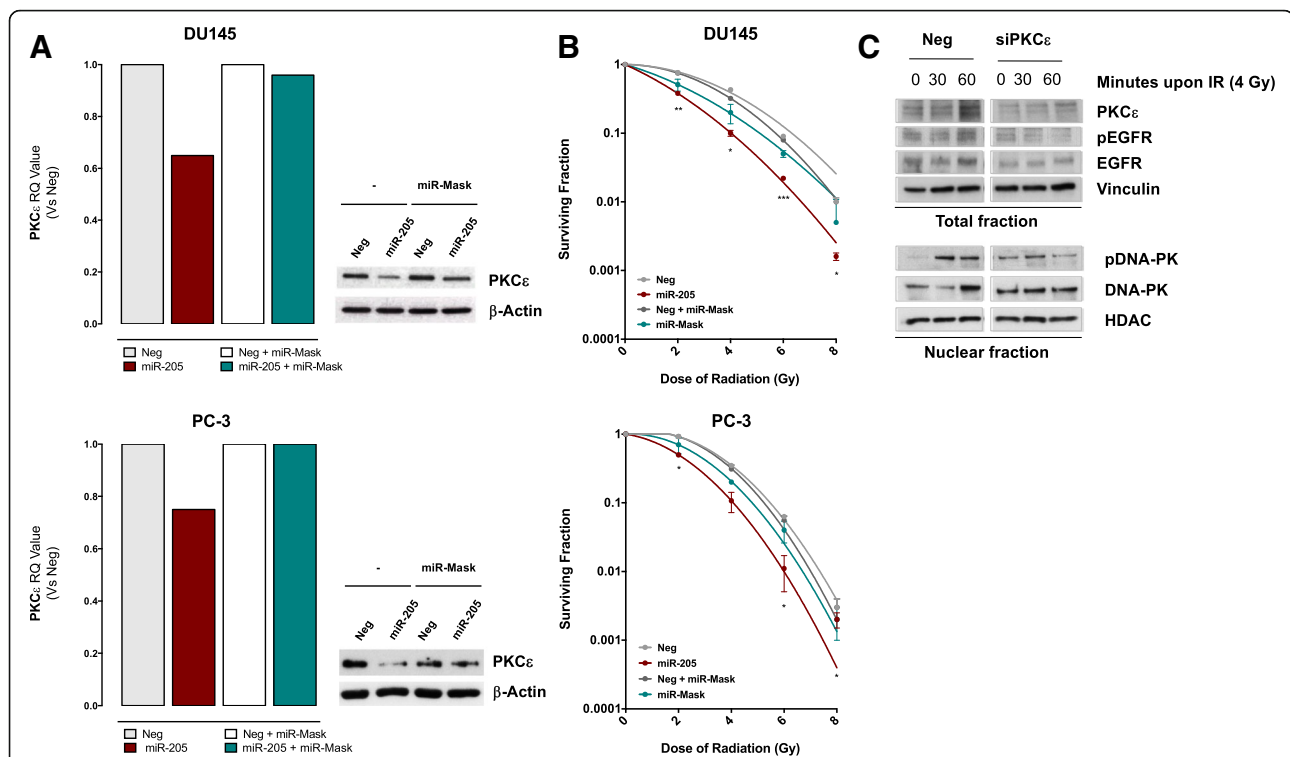 A
DU145
PKCε RQ Value
(Vs Neg)
1.0
0.8
0.6
0.4
0.2
0.0
Neg
Neg + miR-Mask
miR-205
miR-205 + miR-Mask
-
miR-Mask
Neg
miR-205
Neg
miR-205
PKCε
β-Actin
PC-3
PKCε RQ Value
(Vs Neg)
1.0
0.8
0.6
0.4
0.2
0.0
Neg
Neg + miR-Mask
miR-205
miR-205 + miR-Mask
-
miR-Mask
Neg
miR-205
Neg
miR-205
PKCε
β-Actin
B
DU145
Surviving Fraction
1
0.1
0.01
0.001
0.0001
**
*
***
*
Neg
miR-205
Neg + miR-Mask
miR-Mask
0 2 4 6 8
Dose of Radiation (Gy)
PC-3
Surviving Fraction
1
0.1
0.01
0.001
0.0001
*
*
*
Neg
miR-205
Neg + miR-Mask
miR-Mask
0 2 4 6 8
Dose of Radiation (Gy)
C
Neg siPKCε
0 30 60 0 30 60 Minutes upon IR (4 Gy)
PKCε
pEGFR
EGFR
Vinculin
Total fraction
pDNA-PK
DNA-PK
HDAC
Nuclear fraction